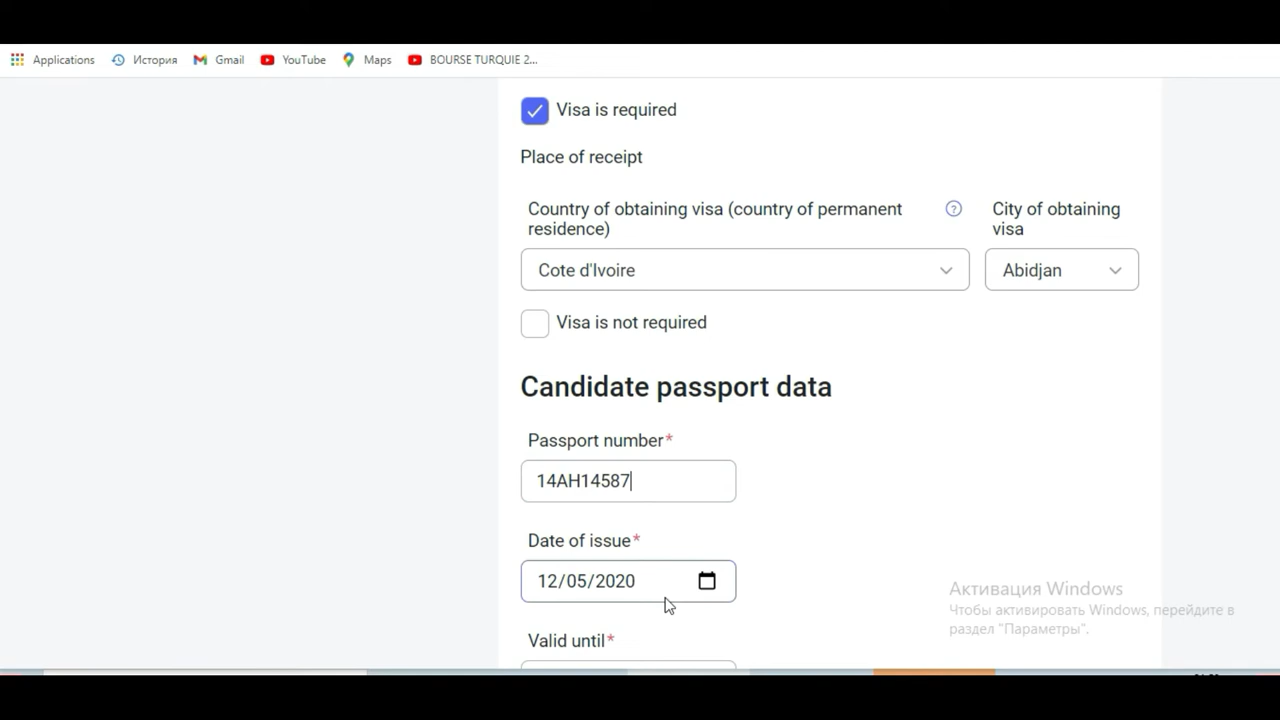 Applications История Gmail YouTube Maps BOURSE TURQUIE 2...
Visa is required
Place of receipt
Country of obtaining visa (country of permanent
residence)
City of obtaining
visa
Cote d'Ivoire
Abidjan
Visa is not required
Candidate passport data
Passport number*
14AH14587
Date of issue*
12/05/2020
Valid until*
Активация Windows
Чтобы активировать Windows, перейдите в
раздел "Параметры".